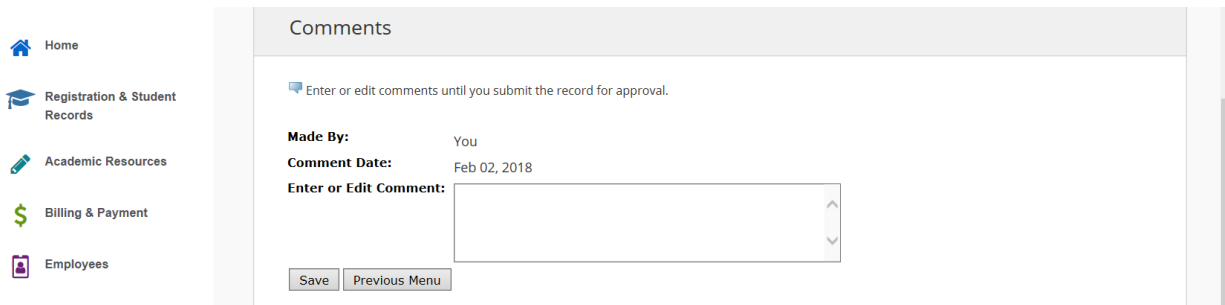 Home
Registration & Student
Records
Academic Resources
Billing & Payment
Employees
Comments
Enter or edit comments until you submit the record for approval.
Made By: You
Comment Date: Feb 02, 2018
Enter or Edit Comment:
Save Previous Menu